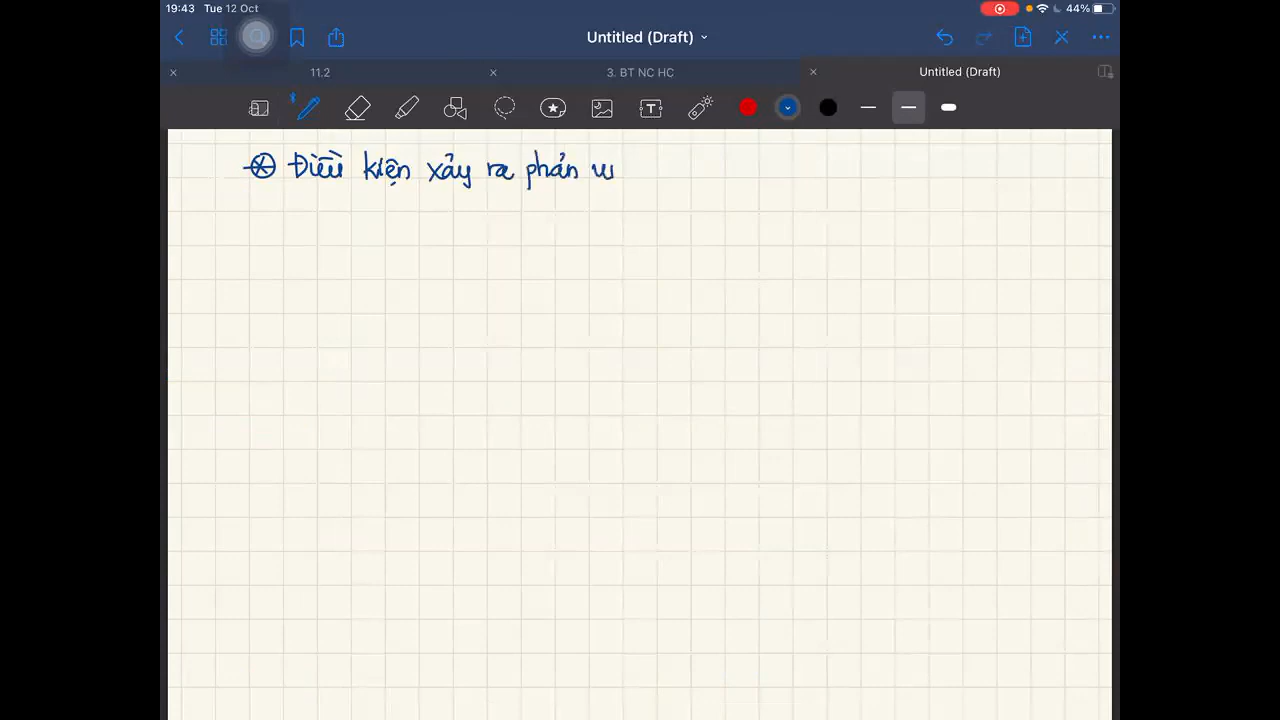 19:43 Tue 12 Oct 44%
Untitled (Draft)
11.2 3. BT NC HC Untitled (Draft)
T
Điều kiện xảy ra phản ư